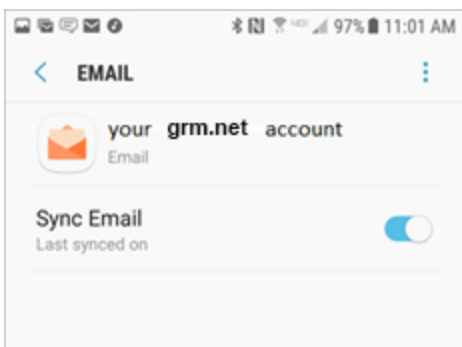 97% 11:01 AM
EMAIL
your grm.net account
Email
Sync Email
Last synced on